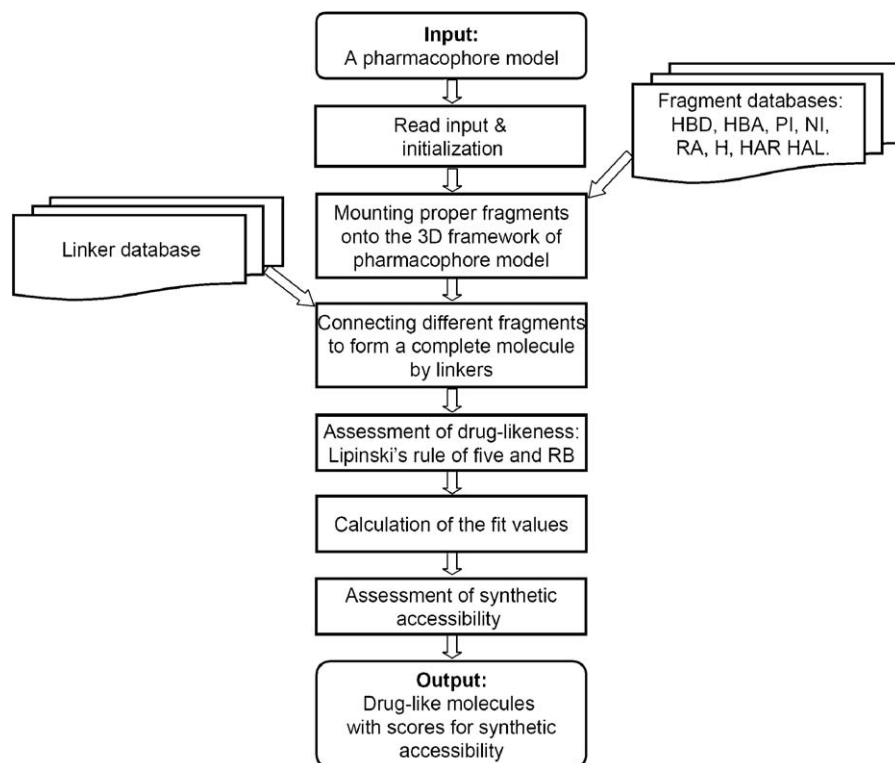 Input:
A pharmacophore model
Read input &
initialization
Fragment databases:
HBD, HBA, PI, NI,
RA, H, HAR HAL.
Mounting proper fragments
onto the 3D framework of
pharmacophore model
Linker database
Connecting different fragments
to form a complete molecule
by linkers
Assessment of drug-likeness:
Lipinski's rule of five and RB
Calculation of the fit values
Assessment of synthetic
accessibility
Output:
Drug-like molecules
with scores for synthetic
accessibility